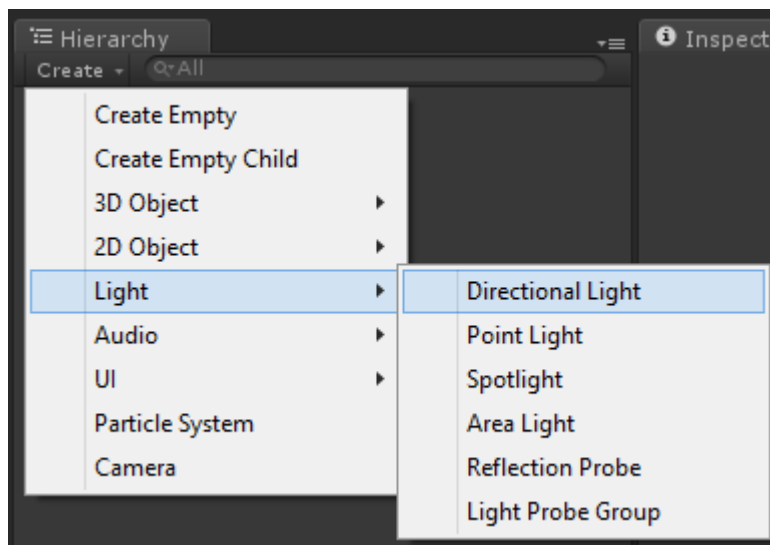 Hierarchy
Inspect
Create
All
Create Empty
Create Empty Child
3D Object
2D Object
Light
Audio
UI
Particle System
Camera
Directional Light
Point Light
Spotlight
Area Light
Reflection Probe
Light Probe Group